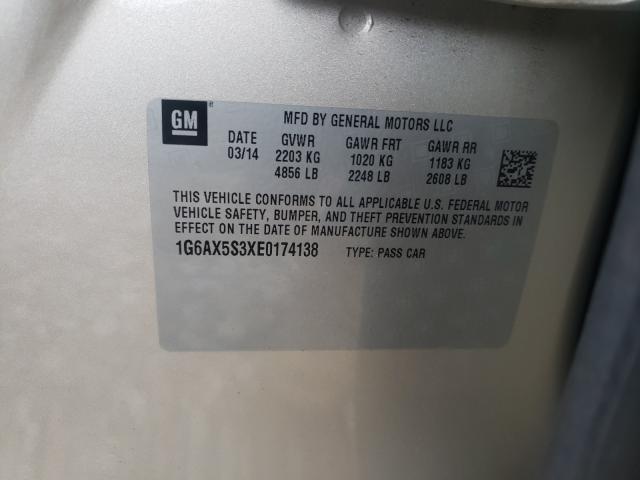 GM
MFD BY GENERAL MOTORS LLC
DATE GVWR GAWR FRT GAWR RR
03/14 2203 KG 1020 KG 1183 KG
4856 LB 2248 LB 2608 LB
THIS VEHICLE CONFORMS TO ALL APPLICABLE U.S. FEDERAL MOTOR
VEHICLE SAFETY, BUMPER, AND THEFT PREVENTION STANDARDS IN
EFFECT ON THE DATE OF MANUFACTURE SHOWN ABOVE.
1G6AX5S3XE0174138 TYPE: PASS CAR